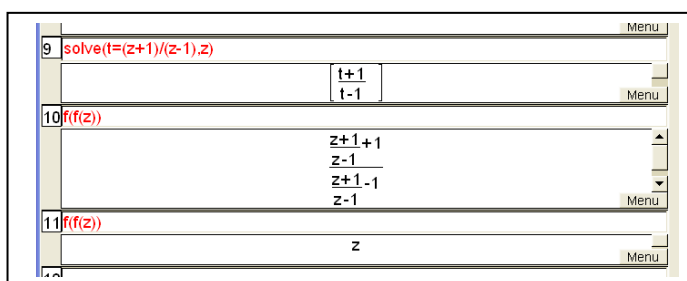 Menu
9 solve(t=(z+1)/(z-1),z)
[ t+1
t-1 ]
Menu
10 f(f(z))
z+1+1
z-1
z+1-1
z-1
Menu
11 f(f(z))
z
Menu